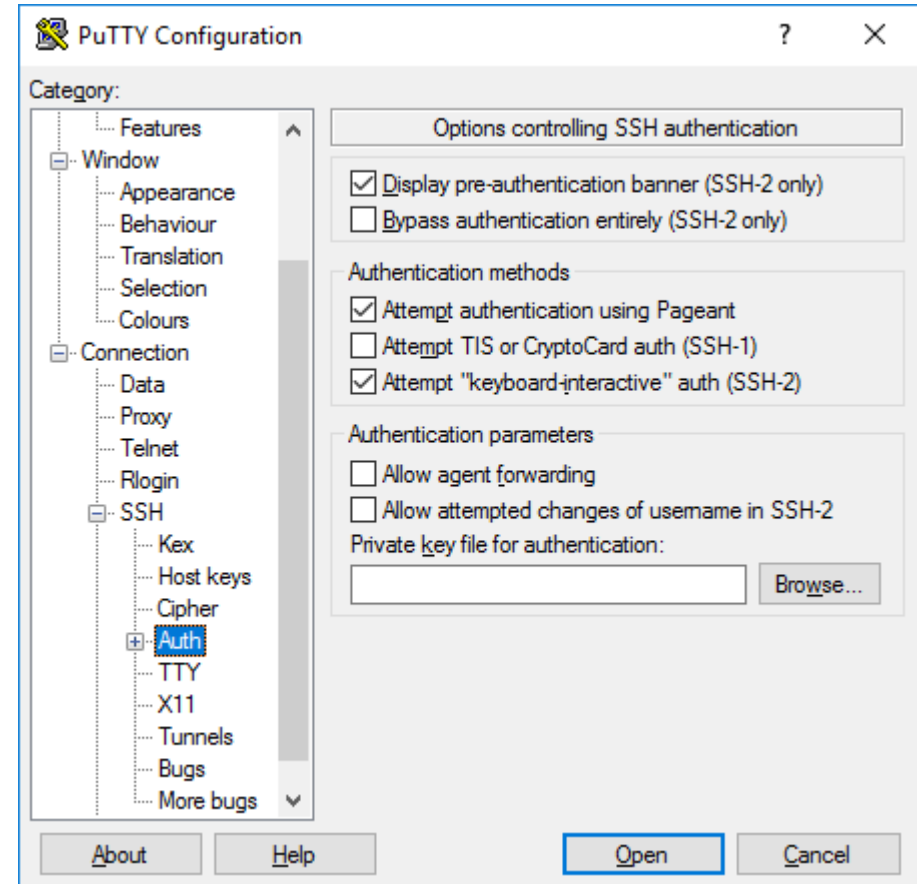 PuTTY Configuration
?
Category:
Features
Window
Appearance
Behaviour
Translation
Selection
Colours
Connection
Data
Proxy
Telnet
Rlogin
SSH
Kex
Host keys
Cipher
Auth
TTY
X11
Tunnels
Bugs
More bugs
Options controlling SSH authentication
Display pre-authentication banner (SSH-2 only)
Bypass authentication entirely (SSH-2 only)
Authentication methods
Attempt authentication using Pageant
Attempt TIS or CryptoCard auth (SSH-1)
Attempt "keyboard-interactive" auth (SSH-2)
Authentication parameters
Allow agent forwarding
Allow attempted changes of username in SSH-2
Private key file for authentication:
Browse...
About
Help
Open
Cancel